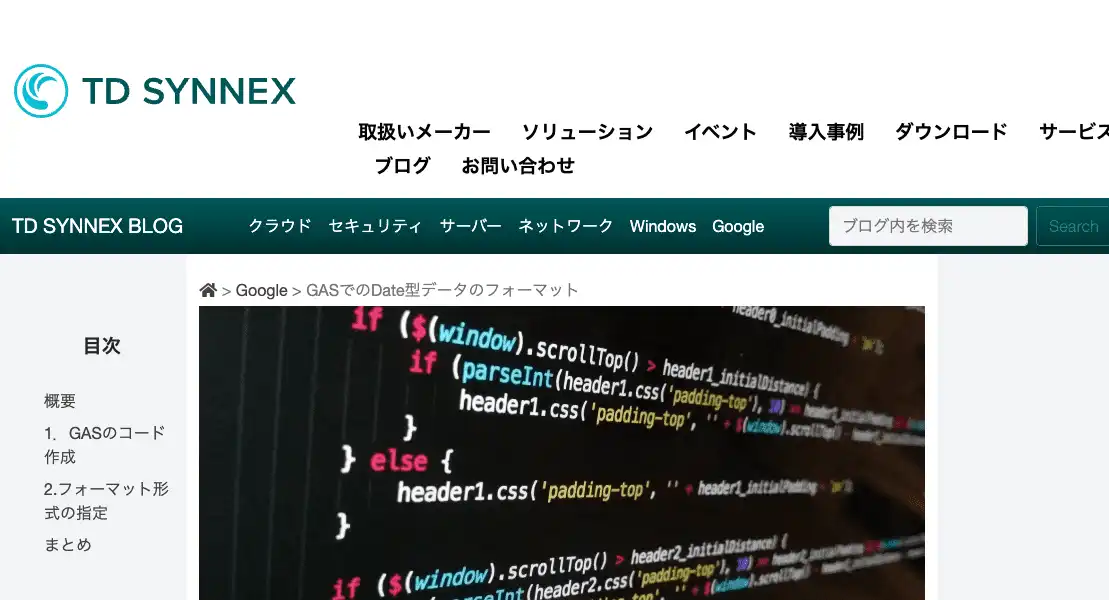 TD SYNNEX
取扱いメーカー ソリューション イベント 導入事例 ダウンロード サービス
ブログ お問い合わせ
TD SYNNEX BLOG クラウド セキュリティ サーバー ネットワーク Windows Google ブログ内を検索 Search
> Google > GASでのDate型データのフォーマット
目次
概要
1．GASのコード
作成
2.フォーマット形
式の指定
まとめ
header0_initialPadding
if ($(window).scrollTop() > header1_initialDistance) {
if (parseInt(header1.css('padding-top'), 10)
header1.css('padding-top', '' + $(window).scrollTop()
}
} else {
header1.css('padding-top', '' + header1_initialPadding
}
if ($(window).scrollTop() > header2_initialDistance) {
(header2.css('padding-top'), 10)